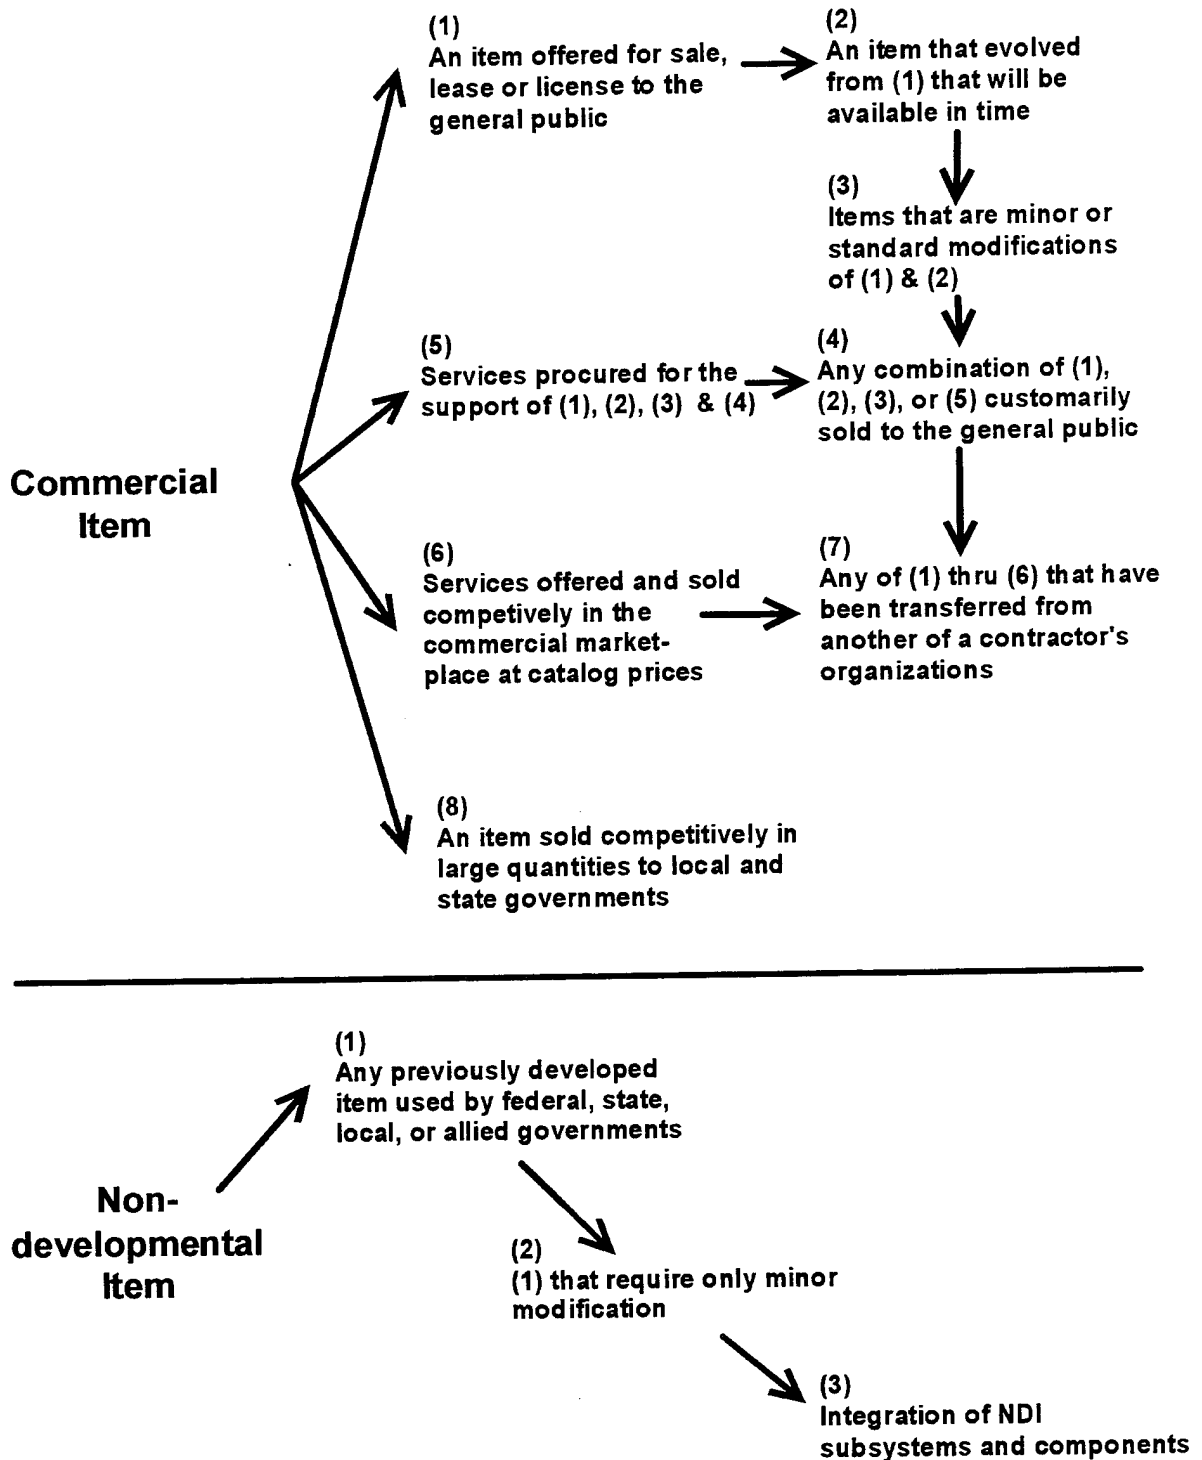 (1)
An item offered for sale,
lease or license to the
general public
(2)
An item that evolved
from (1) that will be
available in time
(3)
Items that are minor or
standard modifications
of (1) & (2)
(5)
Services procured for the
support of (1), (2), (3) & (4)
(4)
Any combination of (1),
(2), (3), or (5) customarily
sold to the general public
Commercial
Item
(6)
Services offered and sold
competively in the
commercial market-
place at catalog prices
(7)
Any of (1) thru (6) that have
been transferred from
another of a contractor's
organizations
(8)
An item sold competitively in
large quantities to local and
state governments
(1)
Any previously developed
item used by federal, state,
local, or allied governments
Non-
developmental
Item
(2)
(1) that require only minor
modification
(3)
Integration of NDI
subsystems and components